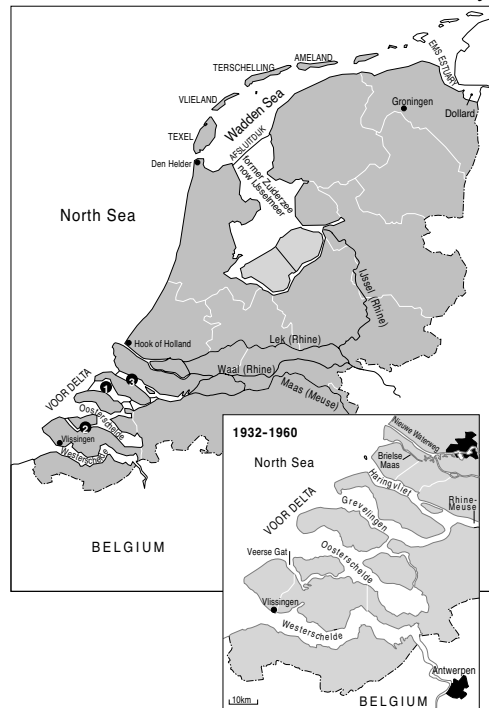 AMELAND
TERSCHELLING
EMS ESTUARY
VLIELAND
Wadden Sea
Groningen
Dollard
TEXEL
AFSLUITDIJK
Den Helder
former Zuiderzee
now IJsselmeer
North Sea
IJssel (Rhine)
Hook of Holland
Lek (Rhine)
Waal (Rhine)
Maas (Meuse)
VOOR DELTA
1
3
2
Oosterschelde
Vlissingen
Westerschelde
BELGIUM
1932-1960
Nieuwe Waterweg
North Sea
Brielse
Maas
Haringvliet
Rhine-
Meuse
Grevelingen
VOOR DELTA
Oosterschelde
Veerse Gat
Vlissingen
Westerschelde
Antwerpen
10km
BELGIUM